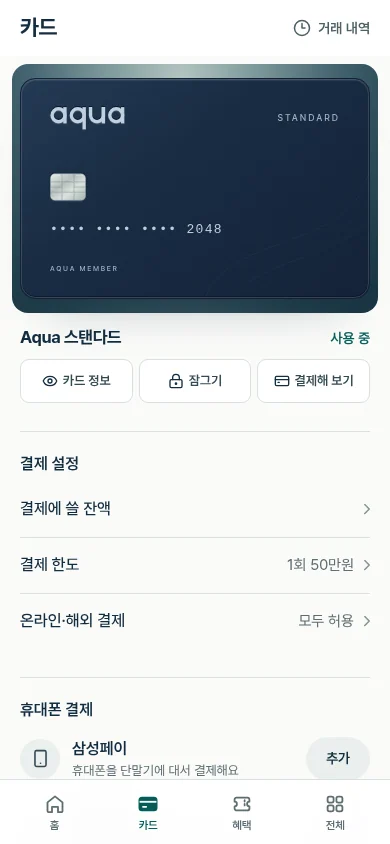 카드
거래 내역
aqua
STANDARD
•••• •••• •••• 2048
AQUA MEMBER
Aqua 스탠다드
사용 중
카드 정보
잠그기
결제해 보기
결제 설정
결제에 쓸 잔액
결제 한도
1회 50만원
온라인·해외 결제
모두 허용
휴대폰 결제
삼성페이
휴대폰을 단말기에 대서 결제해요
추가
홈
카드
혜택
전체